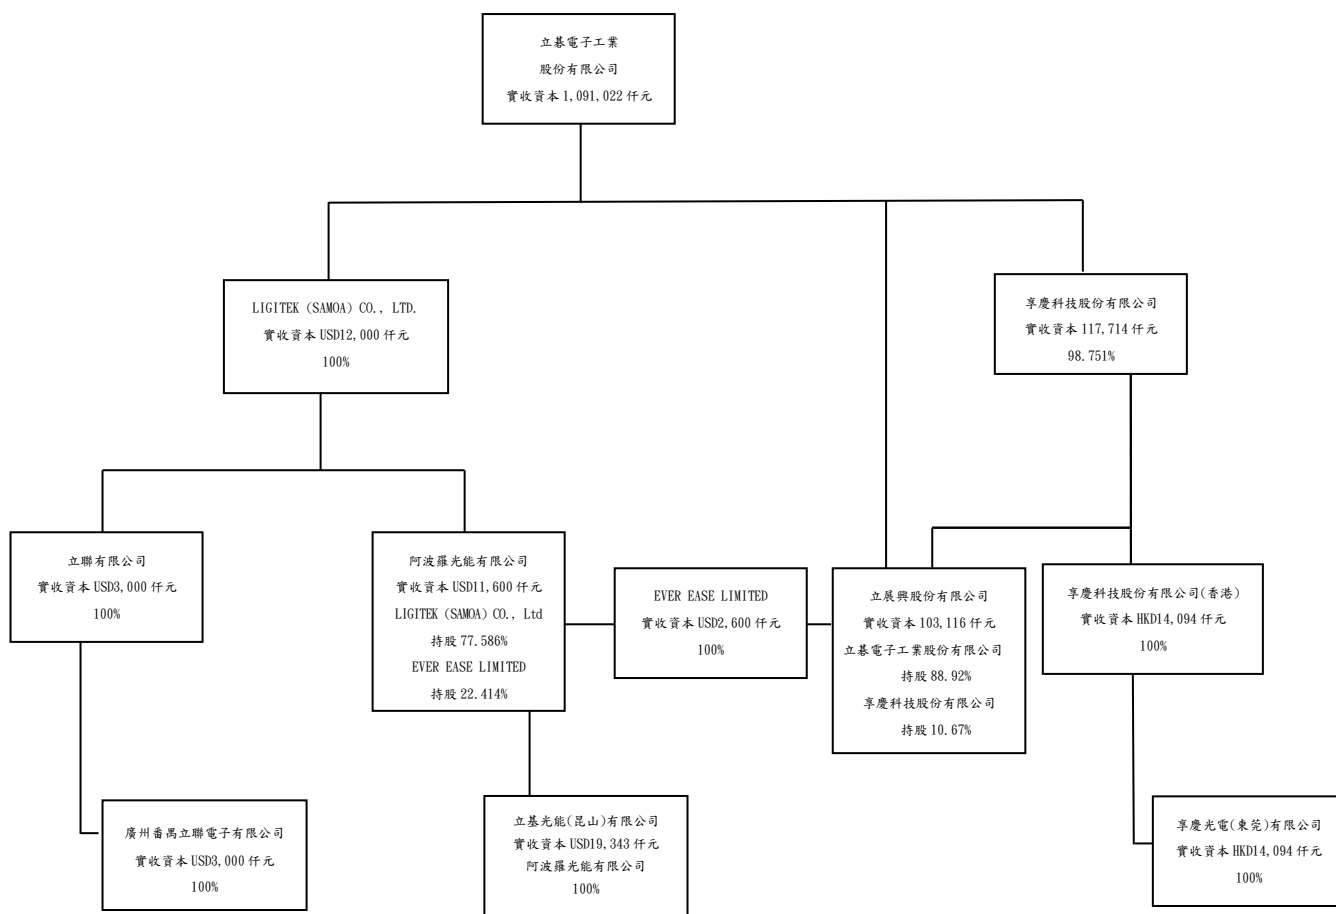 立碁電子工業
股份有限公司
實收資本 1,091,022 仟元
LIGITEK (SAMOA) CO., LTD.
實收資本 USD12,000 仟元
100%
享慶科技股份有限公司
實收資本 117,714 仟元
98.751%
立聯有限公司
實收資本 USD3,000 仟元
100%
阿波羅光能有限公司
實收資本 USD11,600 仟元
LIGITEK (SAMOA) CO., Ltd
持股 77.586%
EVER EASE LIMITED
持股 22.414%
EVER EASE LIMITED
實收資本 USD2,600 仟元
100%
立展興股份有限公司
實收資本 103,116 仟元
立碁電子工業股份有限公司
持股 88.92%
享慶科技股份有限公司
持股 10.67%
享慶科技股份有限公司(香港)
實收資本 HKD14,094 仟元
100%
廣州番禺立聯電子有限公司
實收資本 USD3,000 仟元
100%
立基光能(昆山)有限公司
實收資本 USD19,343 仟元
阿波羅光能有限公司
100%
享慶光電(東莞)有限公司
實收資本 HKD14,094 仟元
100%